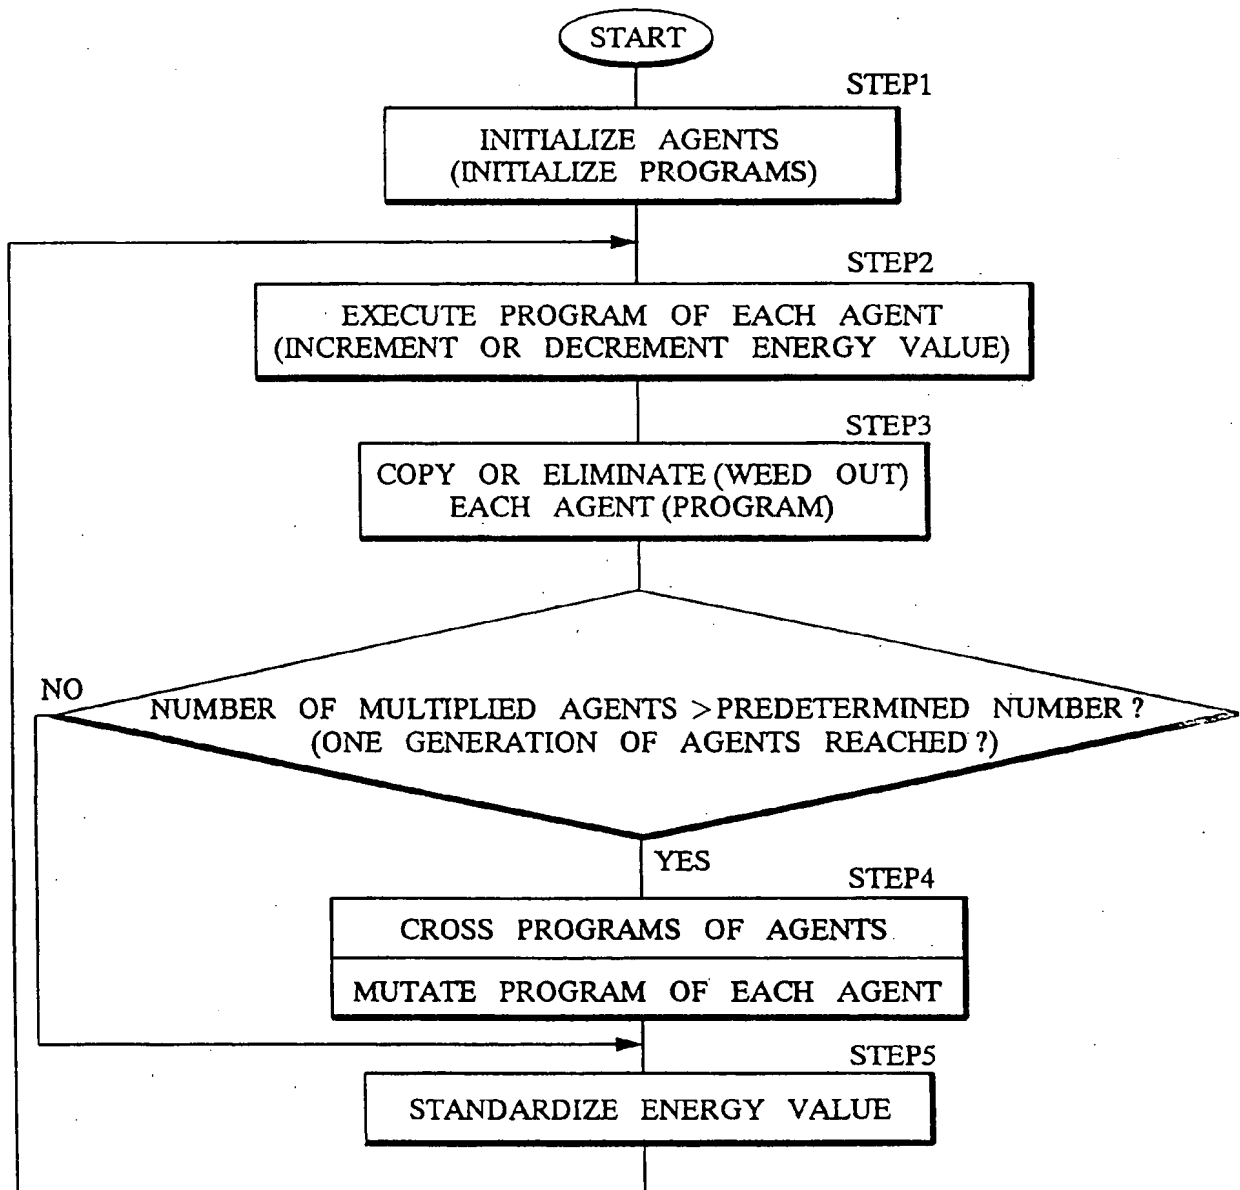 START
STEP1
INITIALIZE AGENTS
(INITIALIZE PROGRAMS)
STEP2
EXECUTE PROGRAM OF EACH AGENT
(INCREMENT OR DECREMENT ENERGY VALUE)
STEP3
COPY OR ELIMINATE (WEED OUT)
EACH AGENT (PROGRAM)
NO
NUMBER OF MULTIPLIED AGENTS >PREDETERMINED NUMBER ?
(ONE GENERATION OF AGENTS REACHED ?)
YES
STEP4
CROSS PROGRAMS OF AGENTS
MUTATE PROGRAM OF EACH AGENT
STEP5
STANDARDIZE ENERGY VALUE